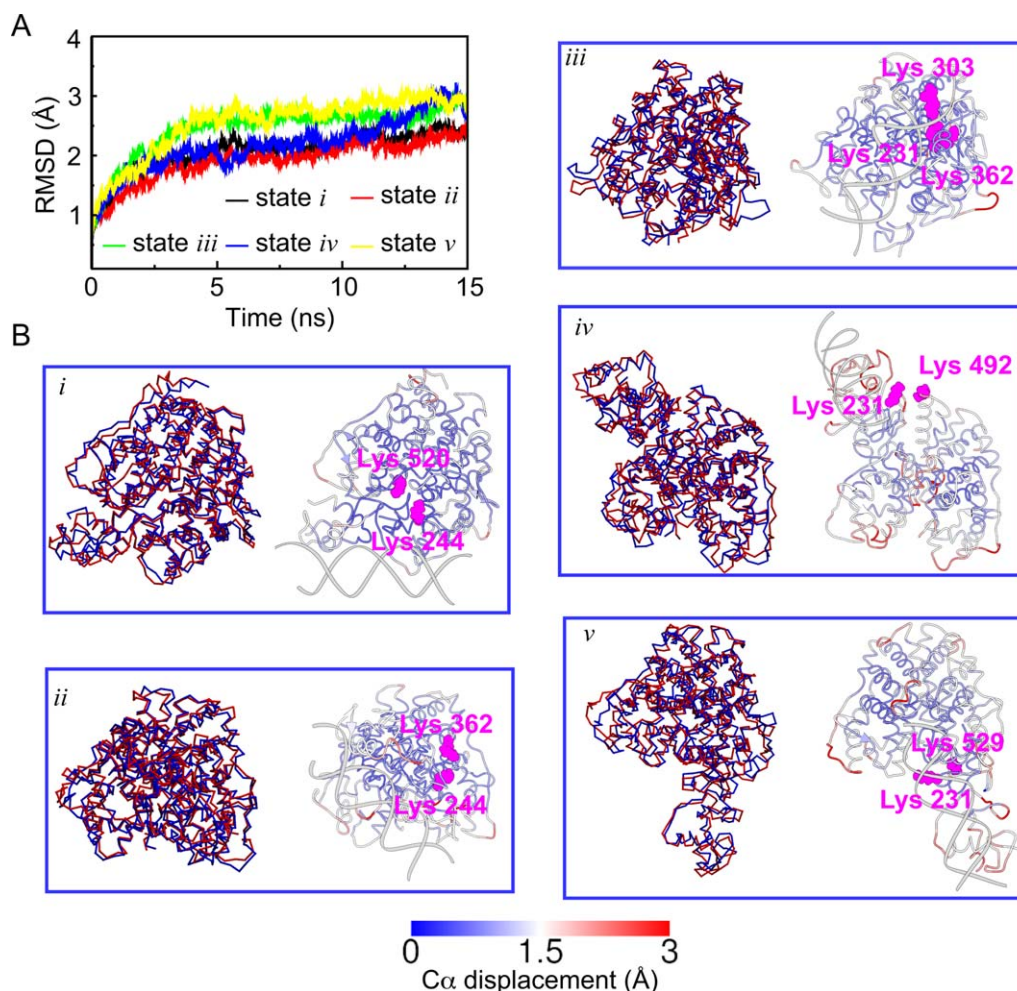 A
4
3
2
1
RMSD (Å)
state i
state ii
state iii
state iv
state v
0
5
10
15
Time (ns)
B
i
Lys 520
Lys 244
ii
Lys 362
Lys 244
iii
Lys 303
Lys 231
Lys 362
iv
Lys 492
Lys 231
v
Lys 529
Lys 231
0
1.5
3
Cα displacement (Å)